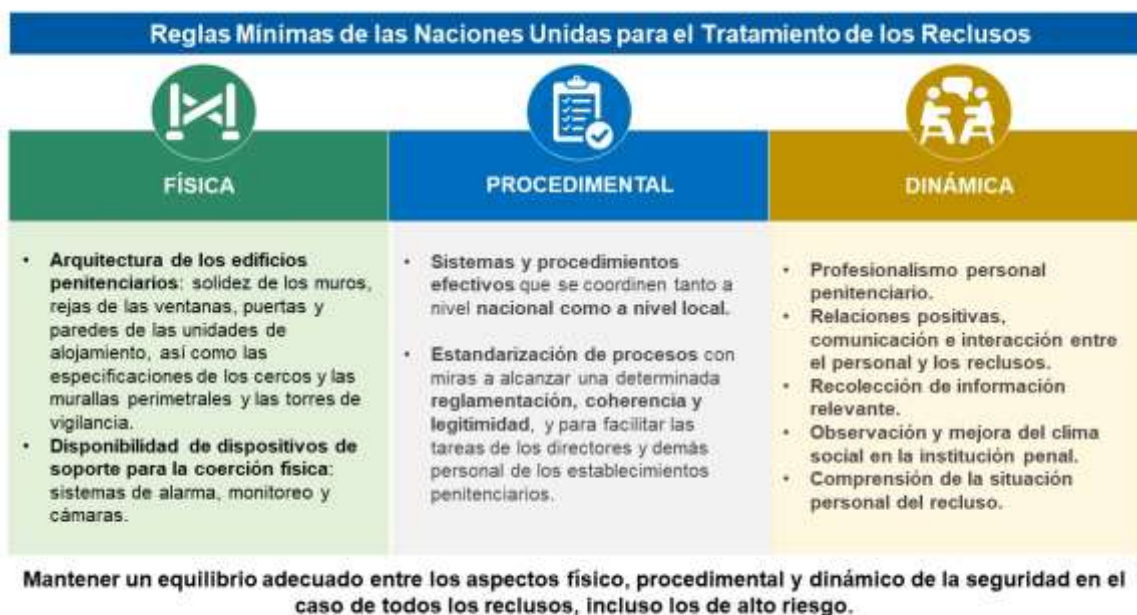 Reglas Mínimas de las Naciones Unidas para el Tratamiento de los Reclusos
FÍSICA
• Arquitectura de los edificios
penitenciarios: solidez de los muros,
rejas de las ventanas, puertas y
paredes de las unidades de
alojamiento, así como las
especificaciones de los cercos y las
murallas perimetrales y las torres de
vigilancia.
• Disponibilidad de dispositivos de
soporte para la coerción física:
sistemas de alarma, monitoreo y
cámaras.
PROCEDIMENTAL
• Sistemas y procedimientos
efectivos que se coordinen tanto a
nivel nacional como a nivel local.
• Estandarización de procesos con
miras a alcanzar una determinada
reglamentación, coherencia y
legitimidad, y para facilitar las
tareas de los directores y demás
personal de los establecimientos
penitenciarios.
DINÁMICA
• Profesionalismo personal
penitenciario.
• Relaciones positivas,
comunicación e interacción entre
el personal y los reclusos.
• Recolección de información
relevante.
• Observación y mejora del clima
social en la institución penal.
• Comprensión de la situación
personal del recluso.
Mantener un equilibrio adecuado entre los aspectos físico, procedimental y dinámico de la seguridad en el
caso de todos los reclusos, incluso los de alto riesgo.